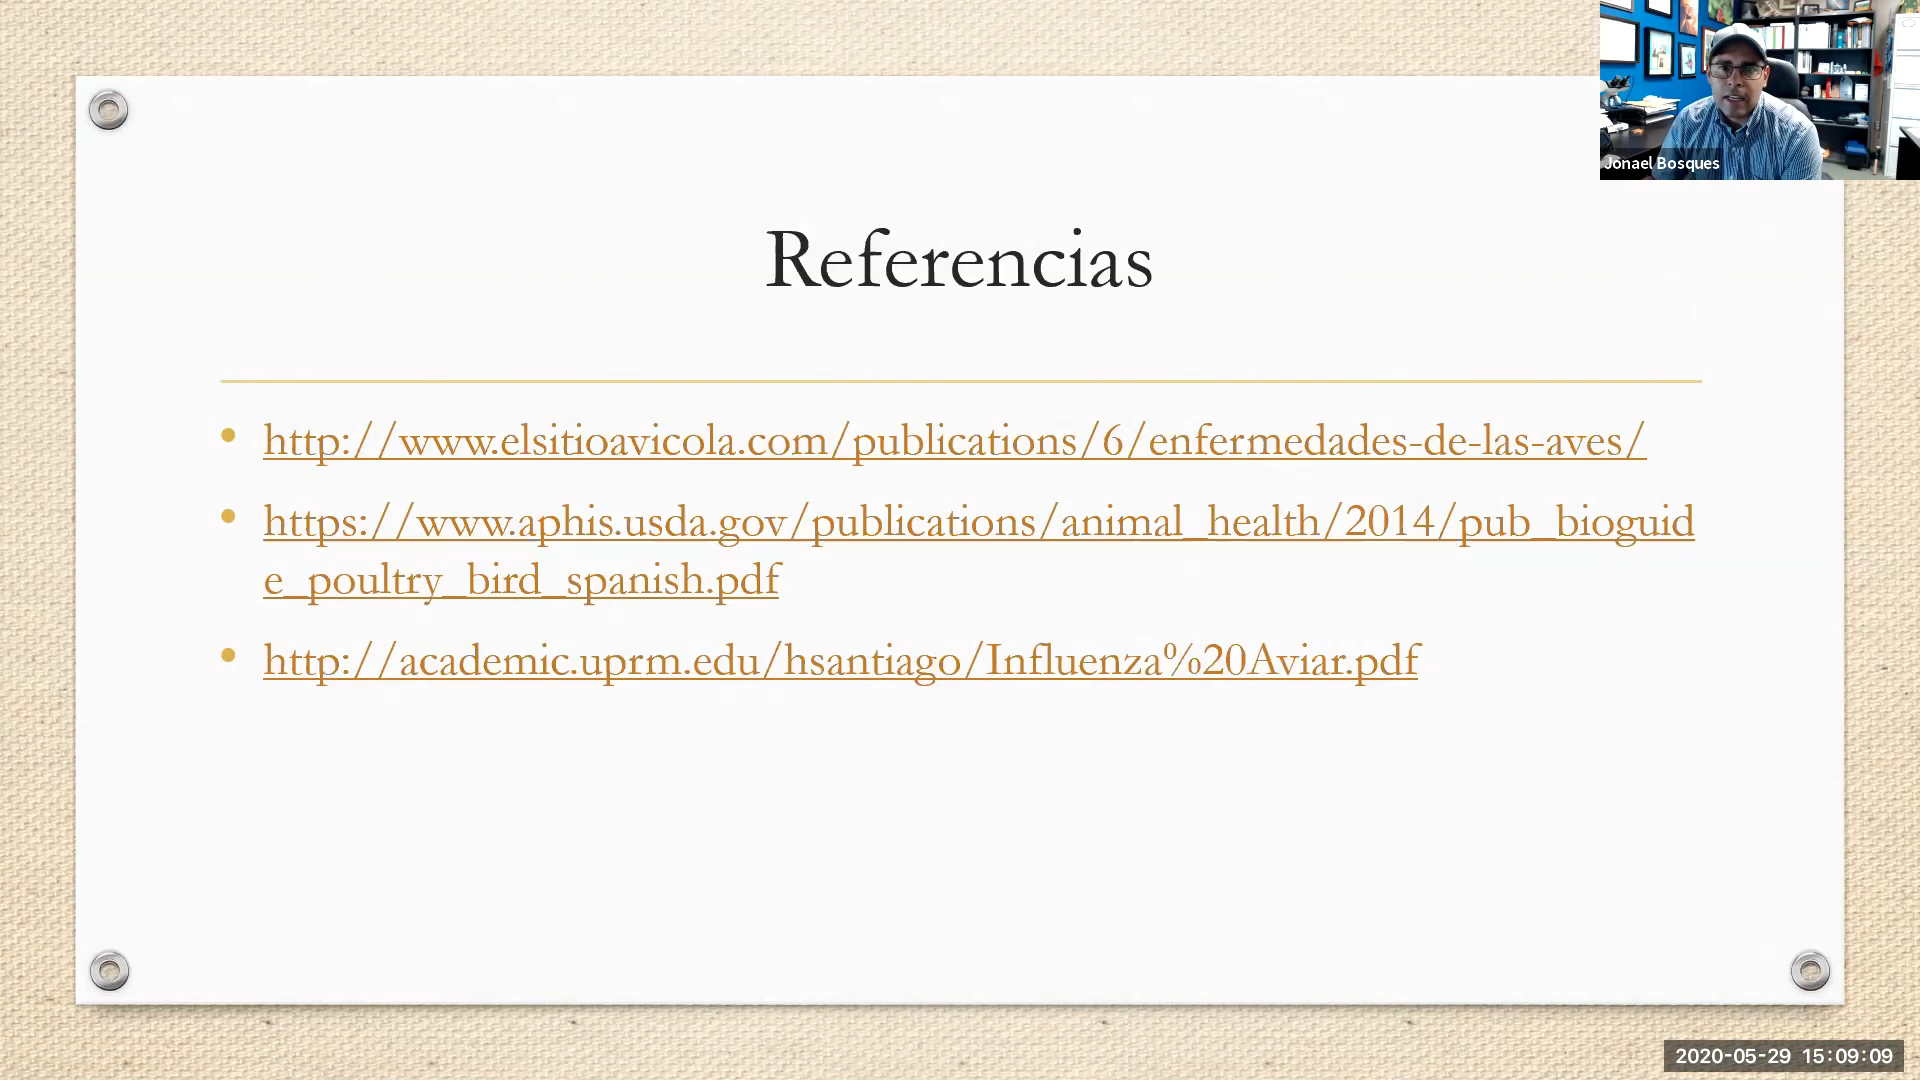 Jonael Bosques
Referencias
http://www.elsitioavicola.com/publications/6/enfermedades-de-las-aves/
https://www.aphis.usda.gov/publications/animal_health/2014/pub_bioguid
e_poultry_bird_spanish.pdf
http://academic.uprm.edu/hsantiago/Influenza%20Aviar.pdf
2020-05-29 15:09:09